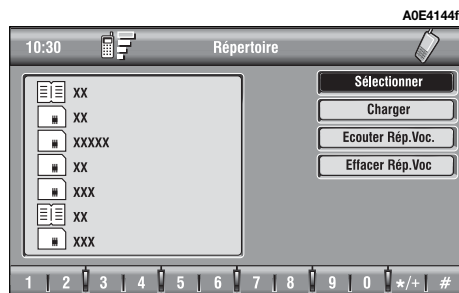 A0E4144f
10:30 Répertoire
xx
xx
xxxxx
xx
xxx
xx
xxx
Sélectionner
Charger
Ecouter Rép.Voc.
Effacer Rép.Voc
1 2 3 4 5 6 7 8 9 0 */+ #